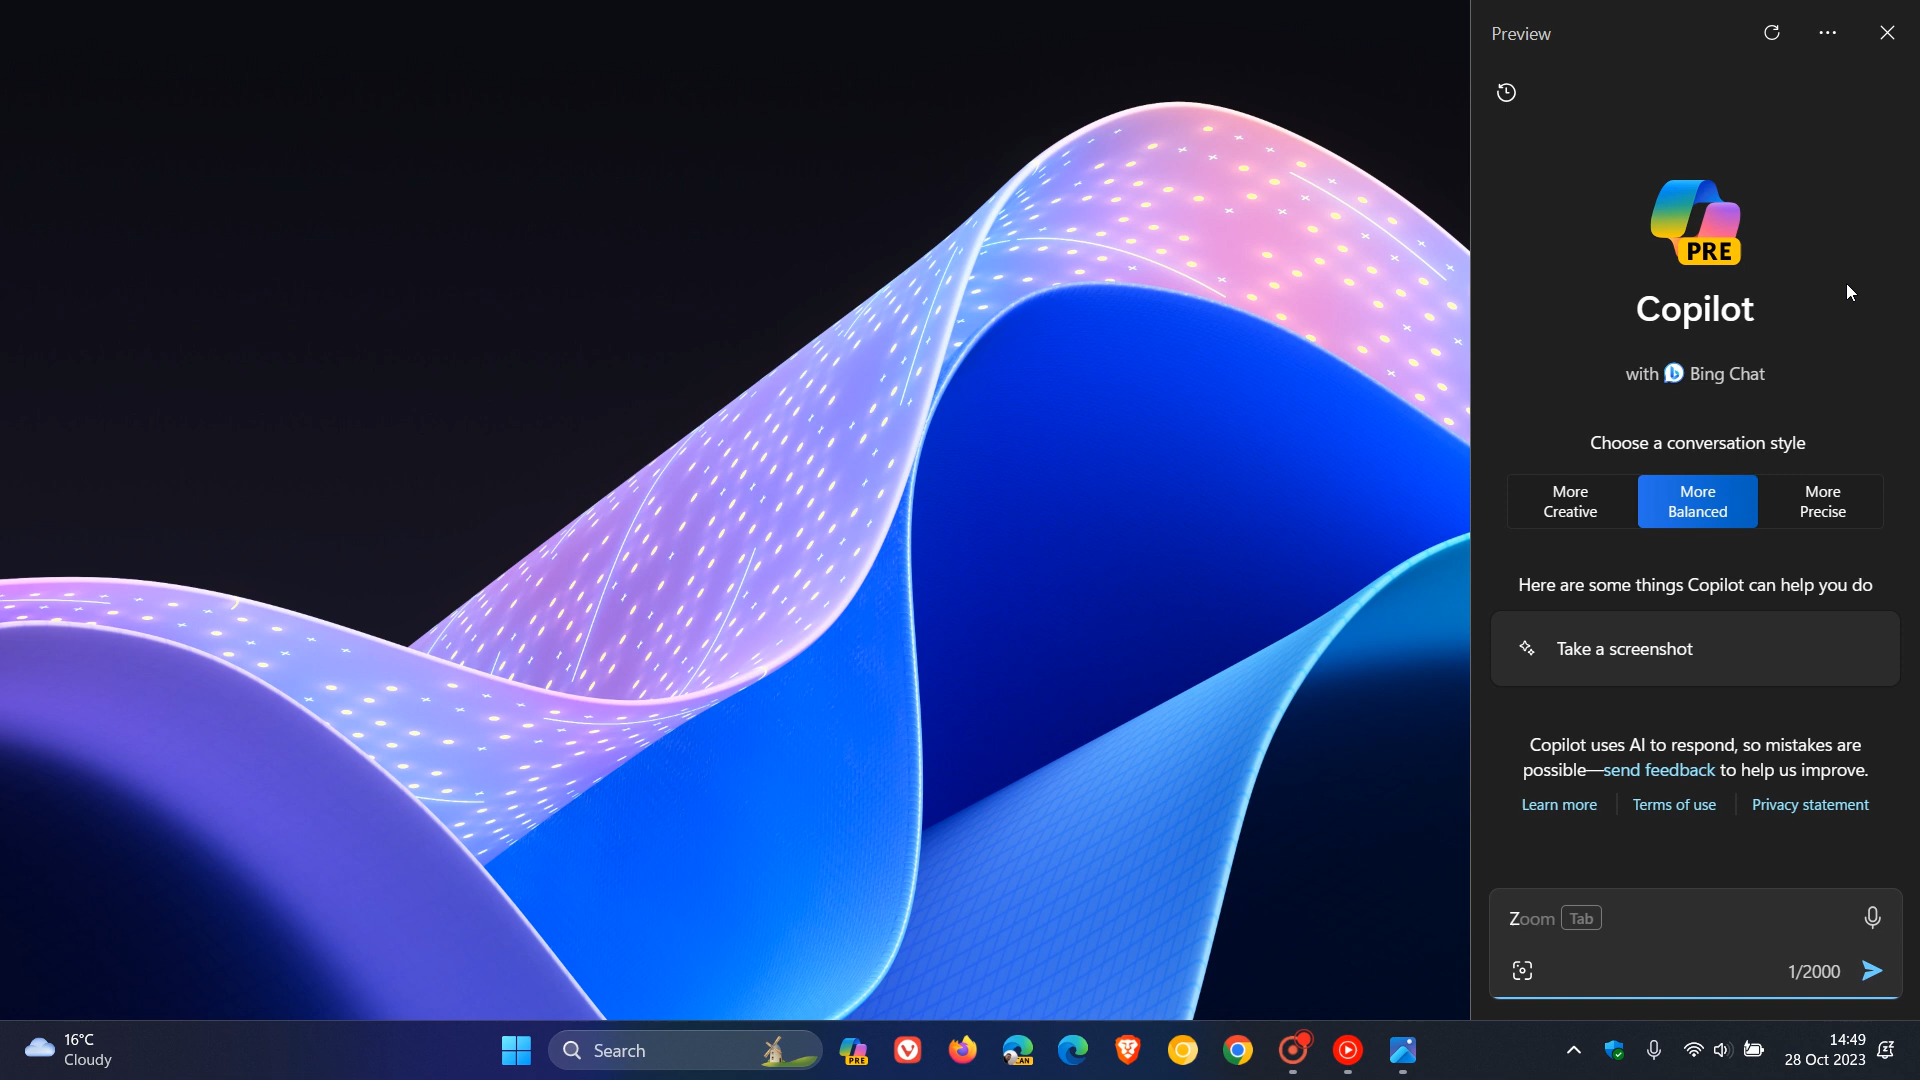 Preview
PRE
Copilot
with Bing Chat
Choose a conversation style
More
Creative
More
Balanced
More
Precise
Here are some things Copilot can help you do
Take a screenshot
Copilot uses AI to respond, so mistakes are
possible—send feedback to help us improve.
Learn more
Terms of use
Privacy statement
Zoom Tab
1/2000
16°C
Cloudy
Search
PRE
CAN
14:49
28 Oct 2023